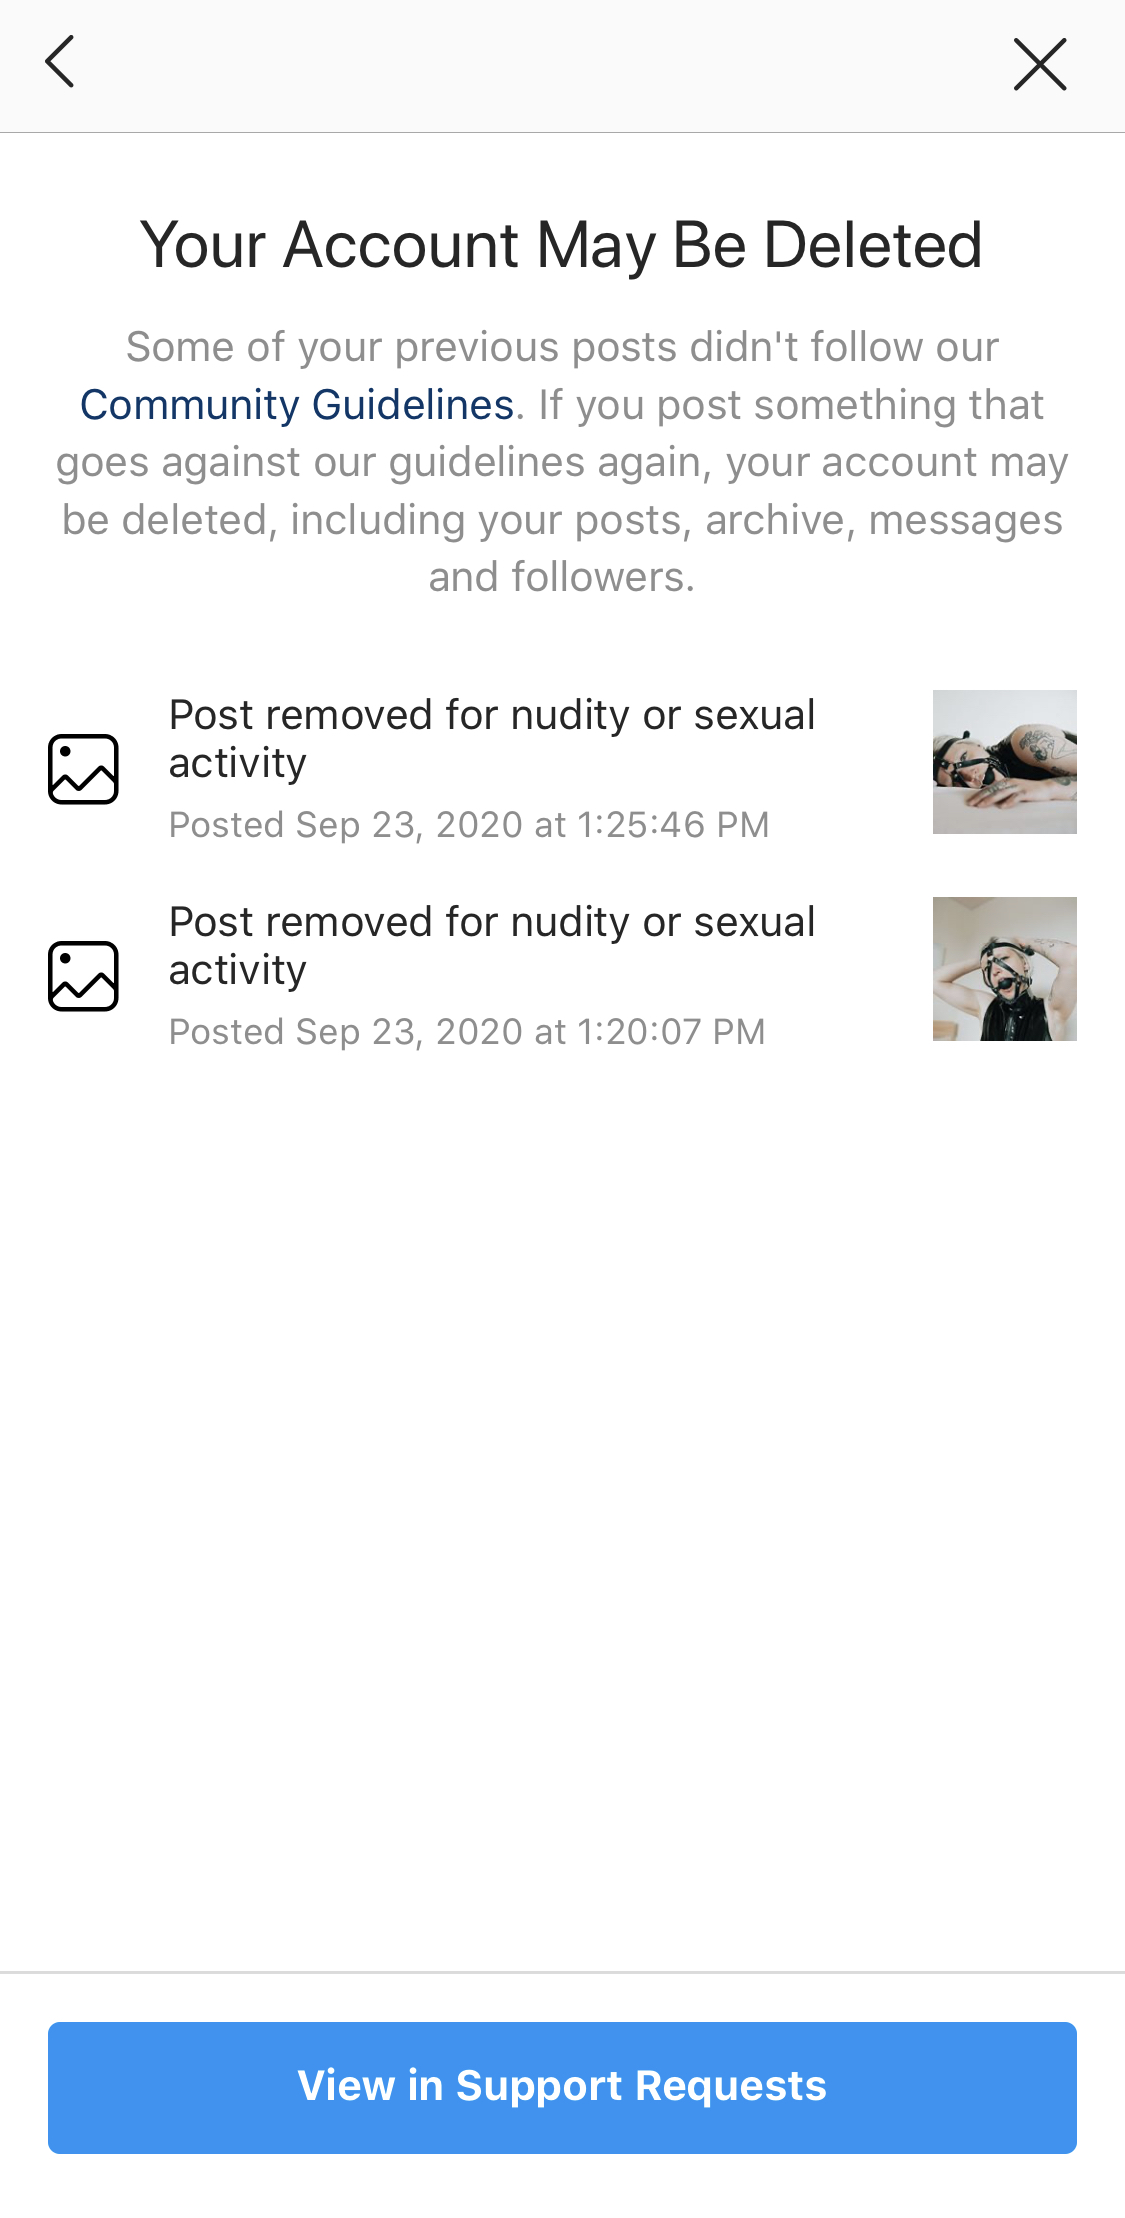 Your Account May Be Deleted
Some of your previous posts didn't follow our
Community Guidelines. If you post something that
goes against our guidelines again, your account may
be deleted, including your posts, archive, messages
and followers.
Post removed for nudity or sexual
activity
Posted Sep 23, 2020 at 1:25:46 PM
Post removed for nudity or sexual
activity
Posted Sep 23, 2020 at 1:20:07 PM
View in Support Requests